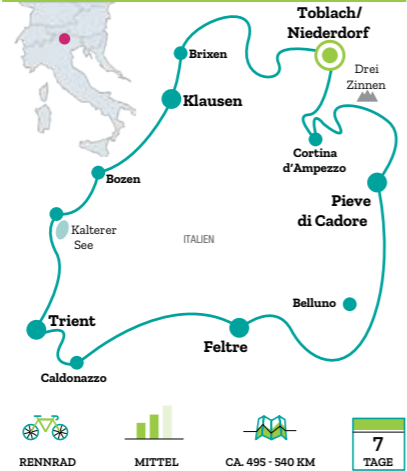 Toblach/
Niederdorf
Brixen
Drei
Zinnen
Klausen
Cortina
d'Ampezzo
Bozen
Pieve
di Cadore
Kalterer
See
ITALIEN
Belluno
Trient
Feltre
Caldonazzo
RENNRAD
MITTEL
CA. 495 - 540 KM
7
TAGE